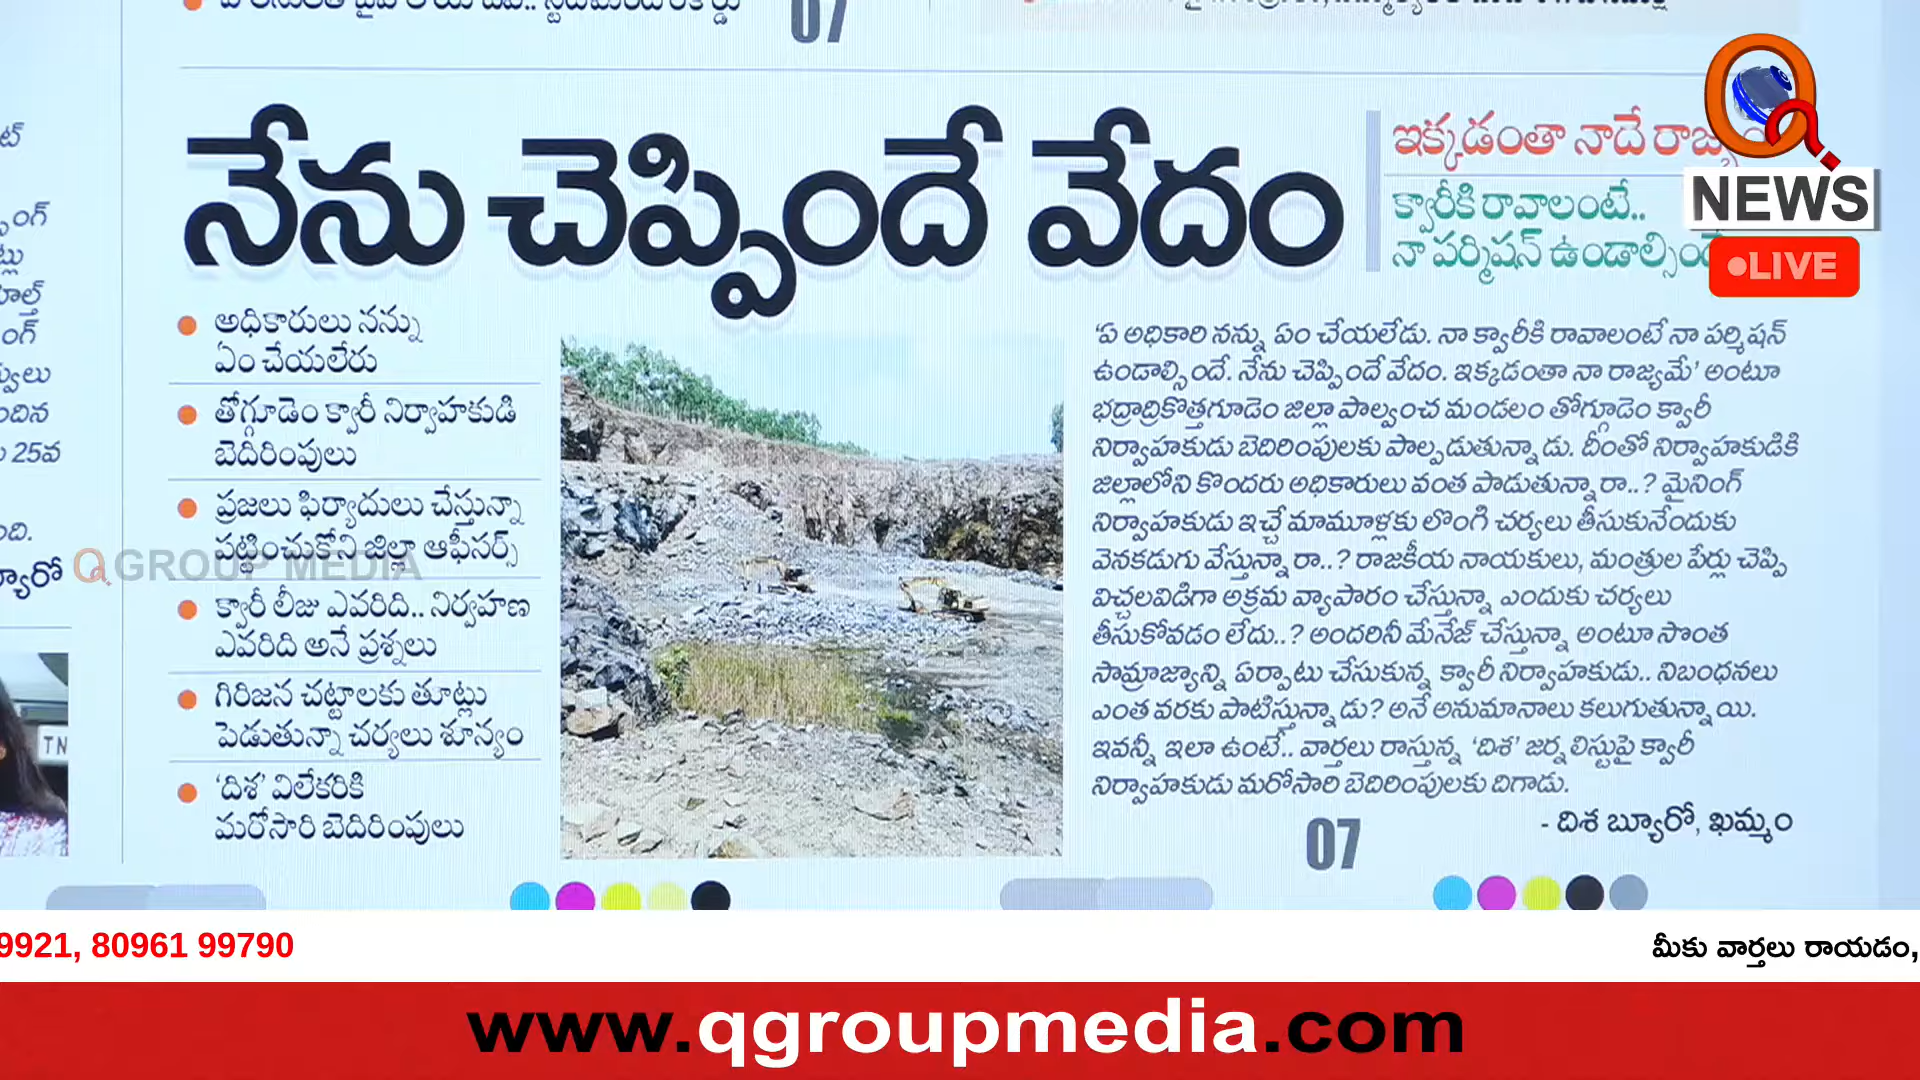 07
నేను చెప్పిందే వేదం
ఇక్కడంతా నాదే
క్వారీకి రావాలంటే..
నా పర్మిషన్
Q
NEWS
LIVE
అధికారులు నన్ను
ఏం చేయలేరు
తోగ్గూడెం క్వారీ నిర్వాహకుడి
బెదిరింపులు
ప్రజలు ఫిర్యాదులు చేస్తున్నా
పట్టించుకోని జిల్లా ఆఫీసర్స్
క్వారీ లీజు ఎవరిది.. నిర్వహణ
ఎవరిది అనే ప్రశ్నలు
గిరిజన చట్టాలకు తూట్లు
పెడుతున్నా చర్యలు శూన్యం
'దిశ' విలేకరికి
మరోసారి బెదిరింపులు
'ఏ అధికారి నన్ను ఏం చేయలేడు. నా క్వారీకి రావాలంటే నా పర్మిషన్
ఉండాల్సిందే. నేను చెప్పిందే వేదం. ఇక్కడంతా నా రాజ్యమే' అంటూ
భద్రాద్రికొత్తగూడెం జిల్లా పాల్వంచ మండలం తోగ్గూడెం క్వారీ
నిర్వాహకుడు బెదిరింపులకు పాల్పడుతున్నాడు. దీంతో నిర్వాహకుడికి
జిల్లాలోని కొందరు అధికారులు వంత పాడుతున్నారా..? మైనింగ్
నిర్వాహకుడు ఇచ్చే మామూళ్లకు లొంగి చర్యలు తీసుకునేందుకు
వెనకడుగు వేస్తున్నారా..? రాజకీయ నాయకులు, మంత్రుల పేర్లు చెప్పి
విచ్చలవిడిగా అక్రమ వ్యాపారం చేస్తున్నా ఎందుకు చర్యలు
తీసుకోవడం లేదు..? అందరినీ మేనేజ్ చేస్తున్నా అంటూ సొంత
సామ్రాజ్యాన్ని ఏర్పాటు చేసుకున్న క్వారీ నిర్వాహకుడు.. నిబంధనలు
ఎంత వరకు పాటిస్తున్నాడు? అనే అనుమానాలు కలుగుతున్నాయి.
ఇవన్నీ ఇలా ఉంటే.. వార్తలు రాస్తున్న 'దిశ' జర్నలిస్టుపై క్వారీ
నిర్వాహకుడు మరోసారి బెదిరింపులకు దిగాడు.
- దిశ బ్యూరో, ఖమ్మం
07
25వ
TN
Q GROUP MEDIA
9921, 80961 99790
మీకు వార్తలు రాయడం,
www.qgroupmedia.com